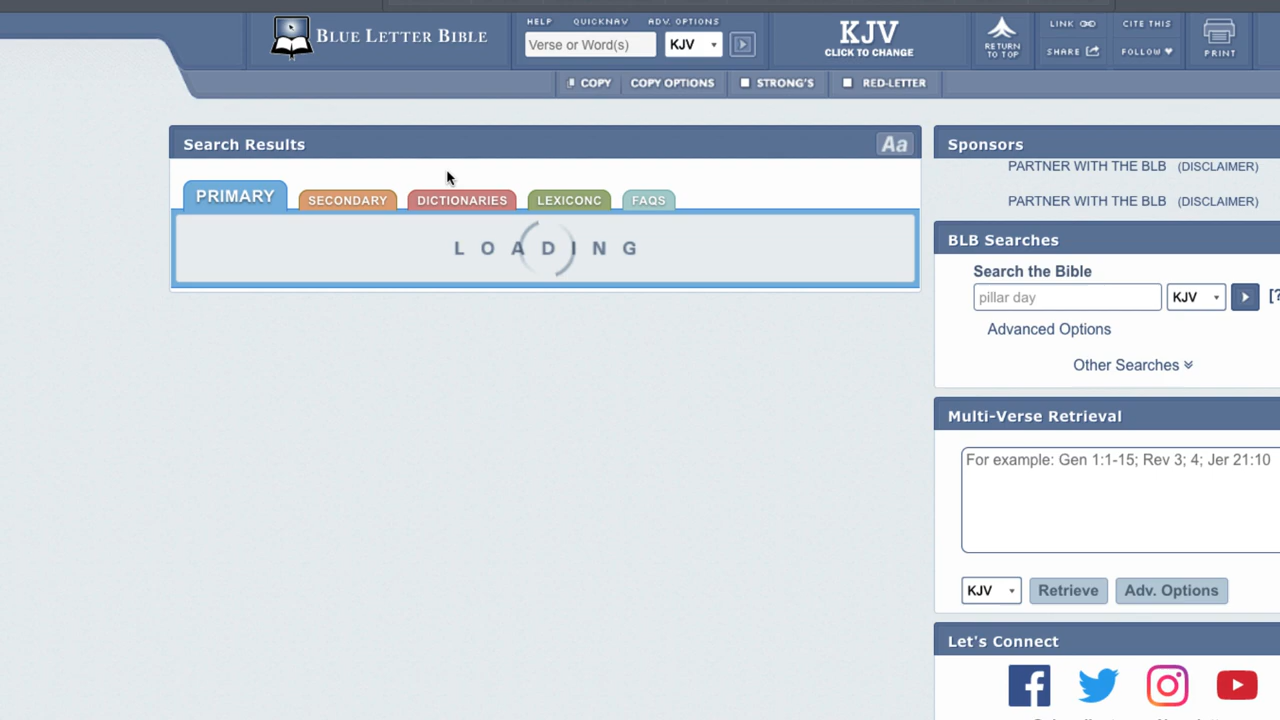 BLUE LETTER BIBLE
HELP QUICKNAV ADV. OPTIONS
Verse or Word(s) KJV
KJV
CLICK TO CHANGE
RETURN
TO TOP
LINK CITE THIS
SHARE FOLLOW
PRINT
COPY COPY OPTIONS STRONG'S RED-LETTER
Search Results Aa
PRIMARY SECONDARY DICTIONARIES LEXICONC FAQS
LOADING
Sponsors
PARTNER WITH THE BLB (DISCLAIMER)
PARTNER WITH THE BLB (DISCLAIMER)
BLB Searches
Search the Bible
pillar day KJV [?
Advanced Options
Other Searches
Multi-Verse Retrieval
For example: Gen 1:1-15; Rev 3; 4; Jer 21:10
KJV Retrieve Adv. Options
Let's Connect